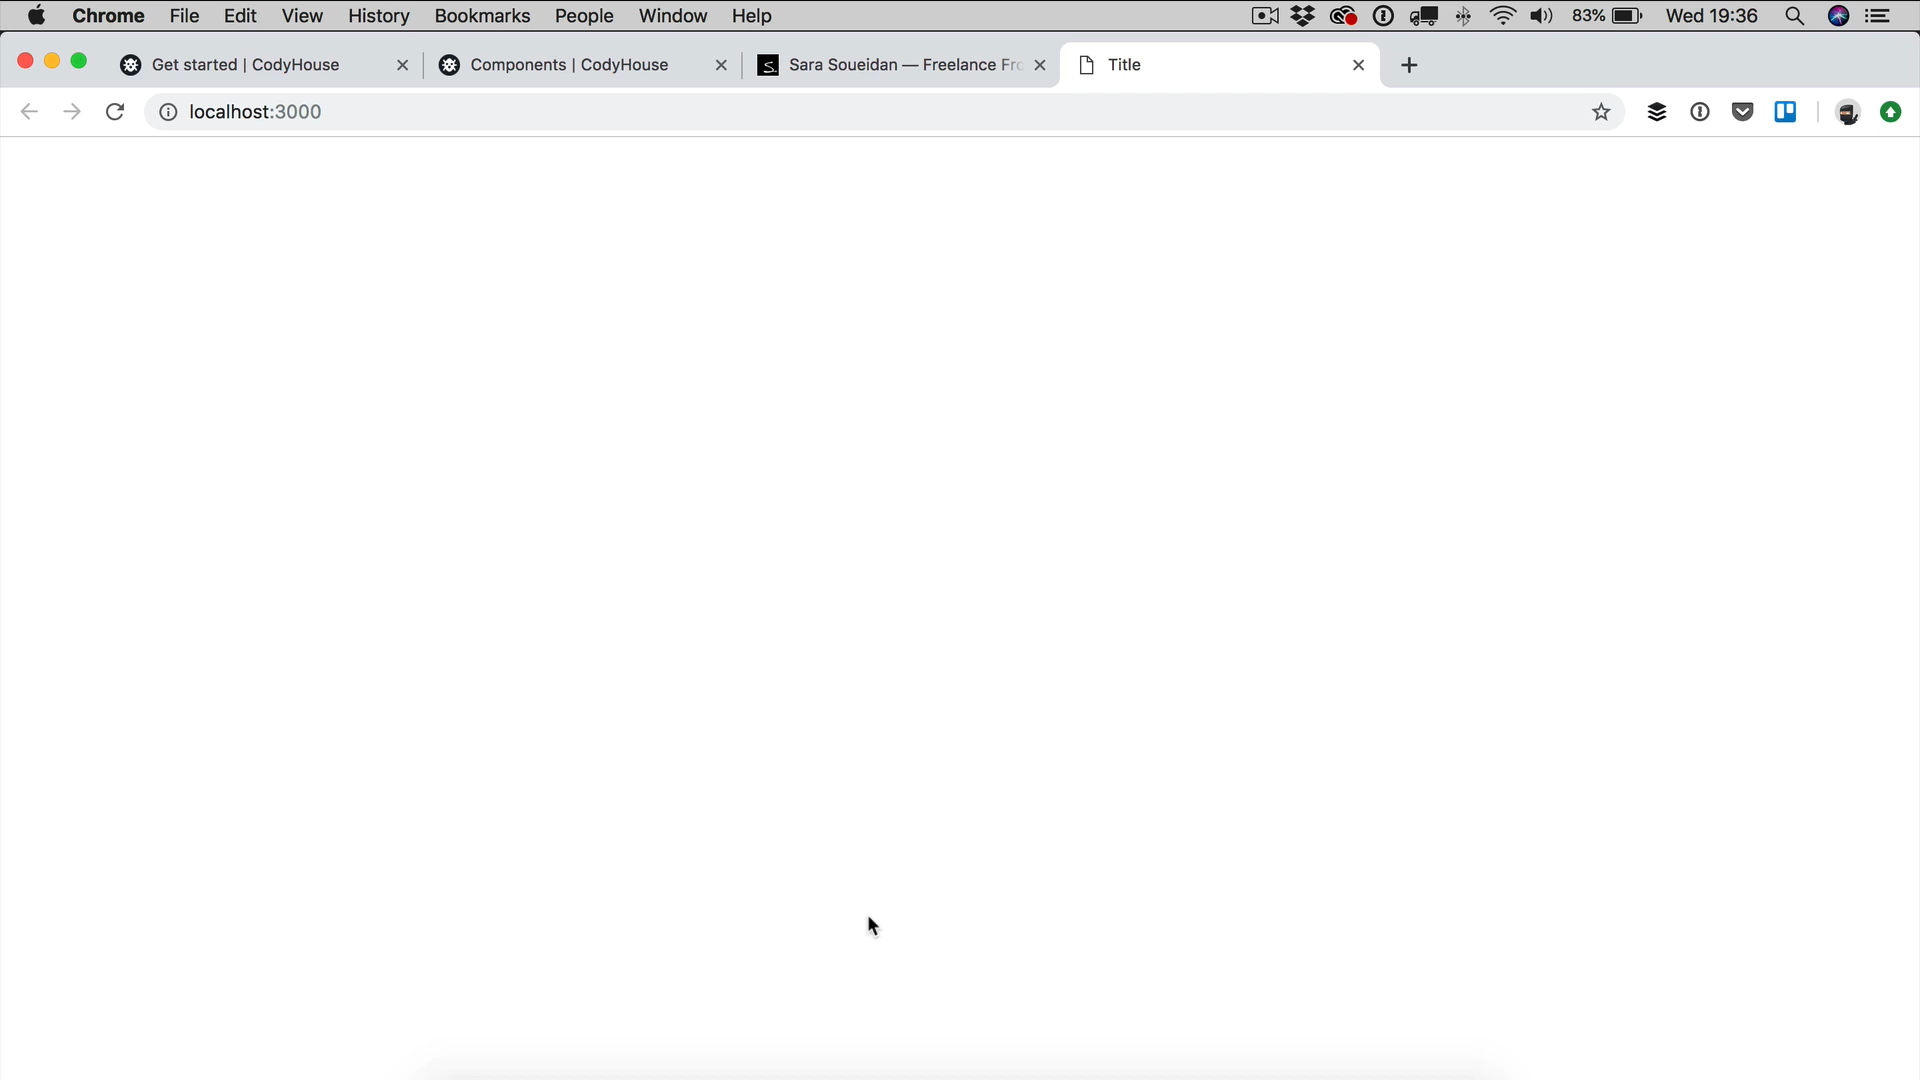 Chrome File Edit View History Bookmarks People Window Help 83% Wed 19:36
Get started | CodyHouse Components | CodyHouse Sara Soueidan — Freelance Fro Title
localhost:3000